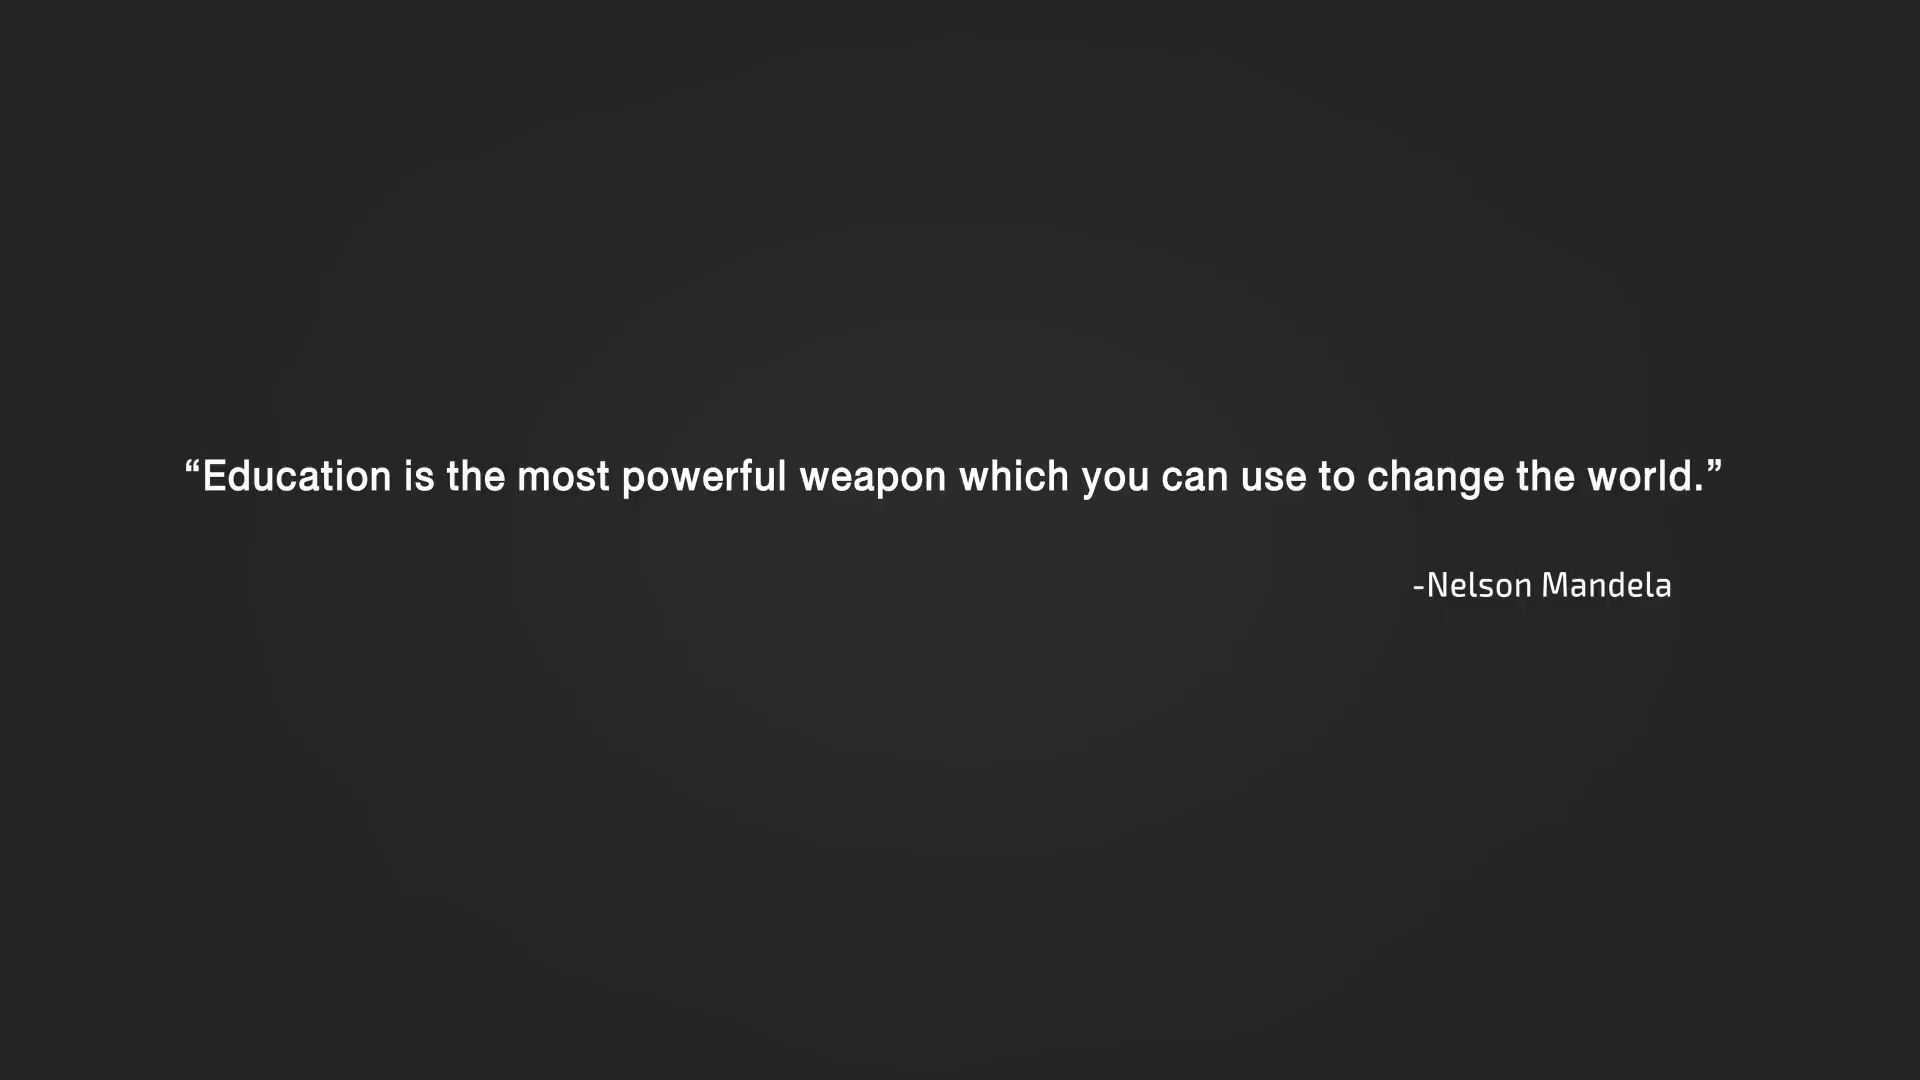 “Education is the most powerful weapon which you can use to change the world.”
-Nelson Mandela